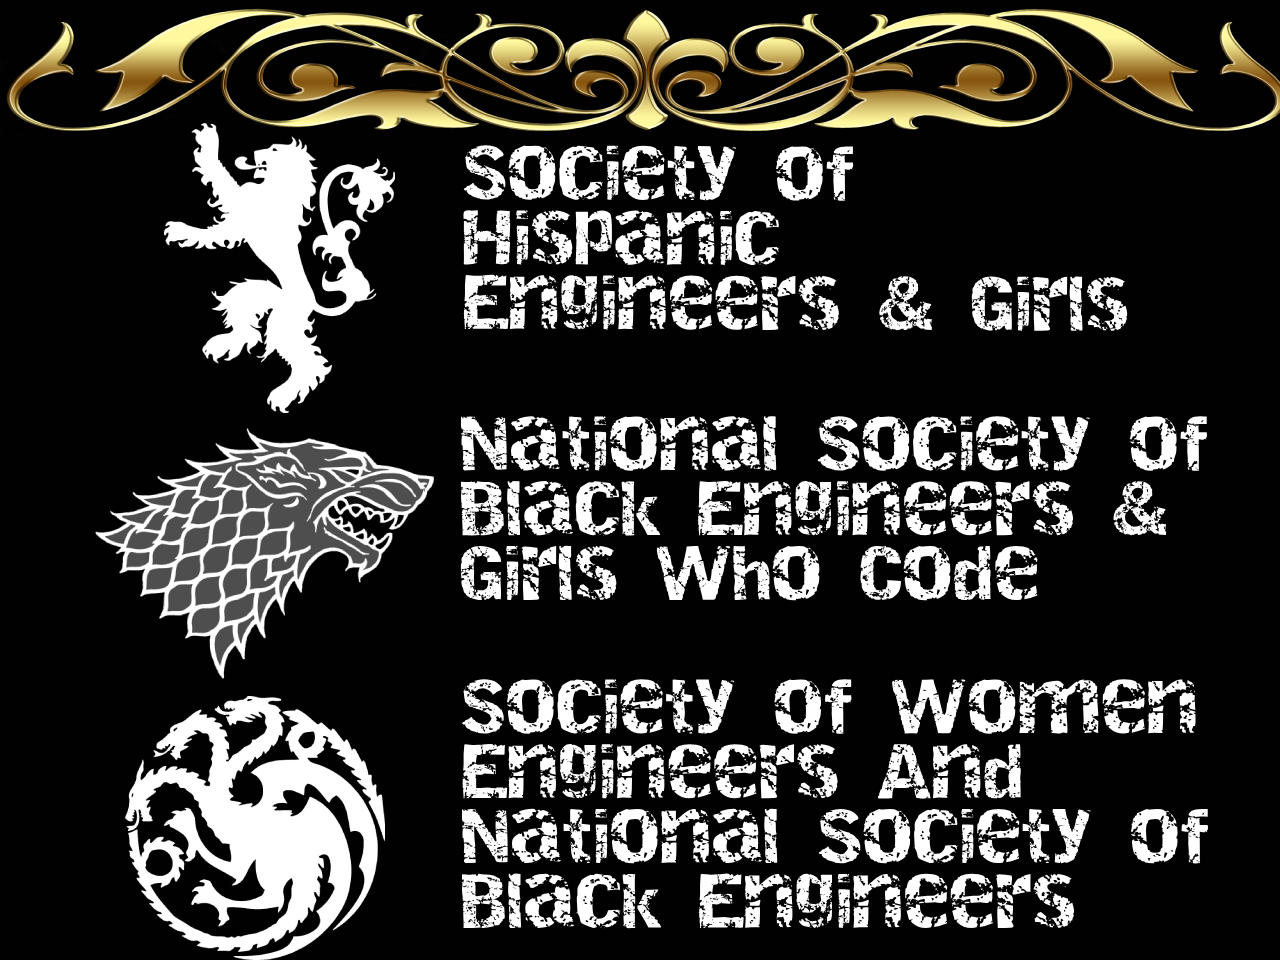 Society Of
Hispanic
Engineers & Girls
National Society Of
Black Engineers &
Girls Who Code
Society Of Women
Engineers And
National Society Of
Black Engineers